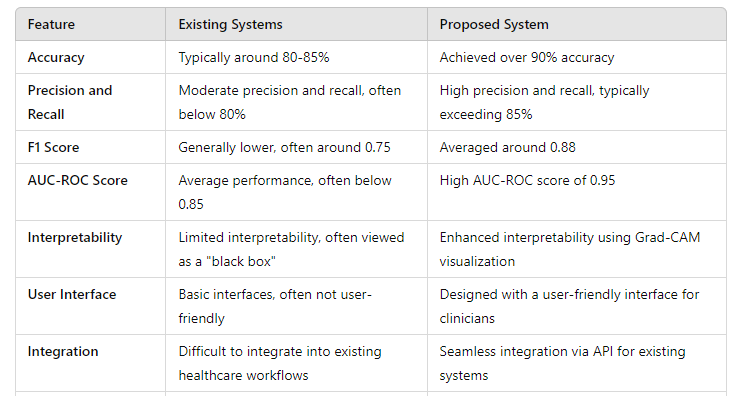 Feature Existing Systems Proposed System
Accuracy Typically around 80-85% Achieved over 90% accuracy
Precision and Moderate precision and recall, often High precision and recall, typically
Recall below 80% exceeding 85%
F1 Score Generally lower, often around 0.75 Averaged around 0.88
AUC-ROC Score Average performance, often below High AUC-ROC score of 0.95
0.85
Interpretability Limited interpretability, often viewed Enhanced interpretability using Grad-CAM
as a "black box" visualization
User Interface Basic interfaces, often not user- Designed with a user-friendly interface for
friendly clinicians
Integration Difficult to integrate into existing Seamless integration via API for existing
healthcare workflows systems